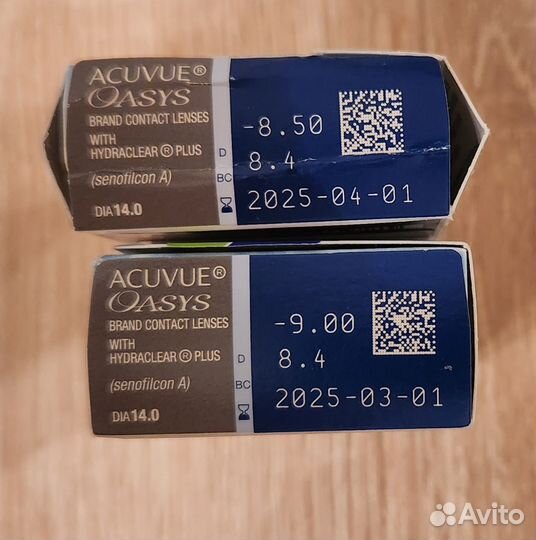 ACUVUE®
OASYS
BRAND CONTACT LENSES
WITH
HYDRACLEAR ® PLUS
(senofilcon A)
DIA14.0
D -8.50
BC 8.4
2025-04-01
ACUVUE®
OASYS
BRAND CONTACT LENSES
WITH
HYDRACLEAR ® PLUS
(senofilcon A)
DIA14.0
D -9.00
BC 8.4
2025-03-01
Avito